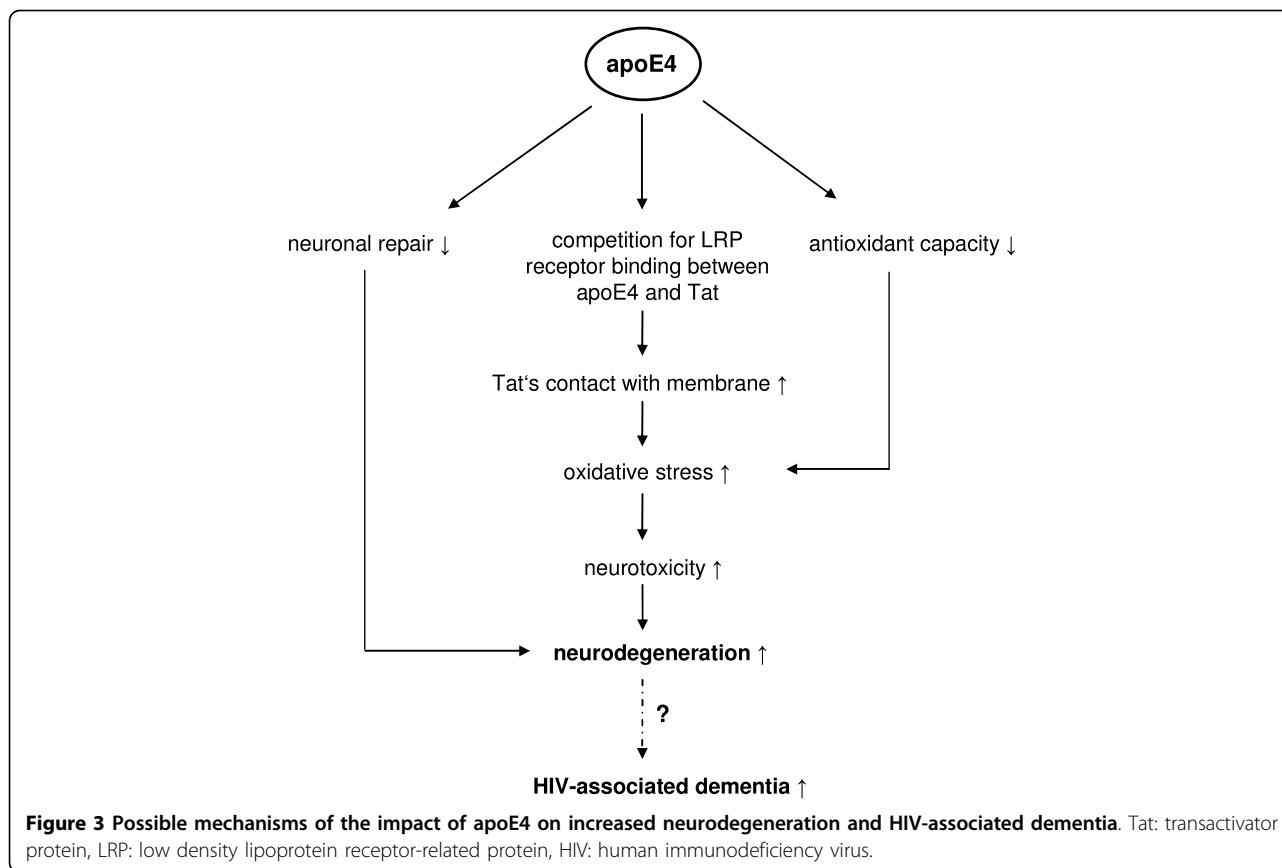 apoE4
neuronal repair ↓
competition for LRP
receptor binding between
apoE4 and Tat
antioxidant capacity ↓
Tat‘s contact with membrane ↑
oxidative stress ↑
neurotoxicity ↑
neurodegeneration ↑
?
HIV-associated dementia ↑
Figure 3 Possible mechanisms of the impact of apoE4 on increased neurodegeneration and HIV-associated dementia. Tat: transactivator
protein, LRP: low density lipoprotein receptor-related protein, HIV: human immunodeficiency virus.